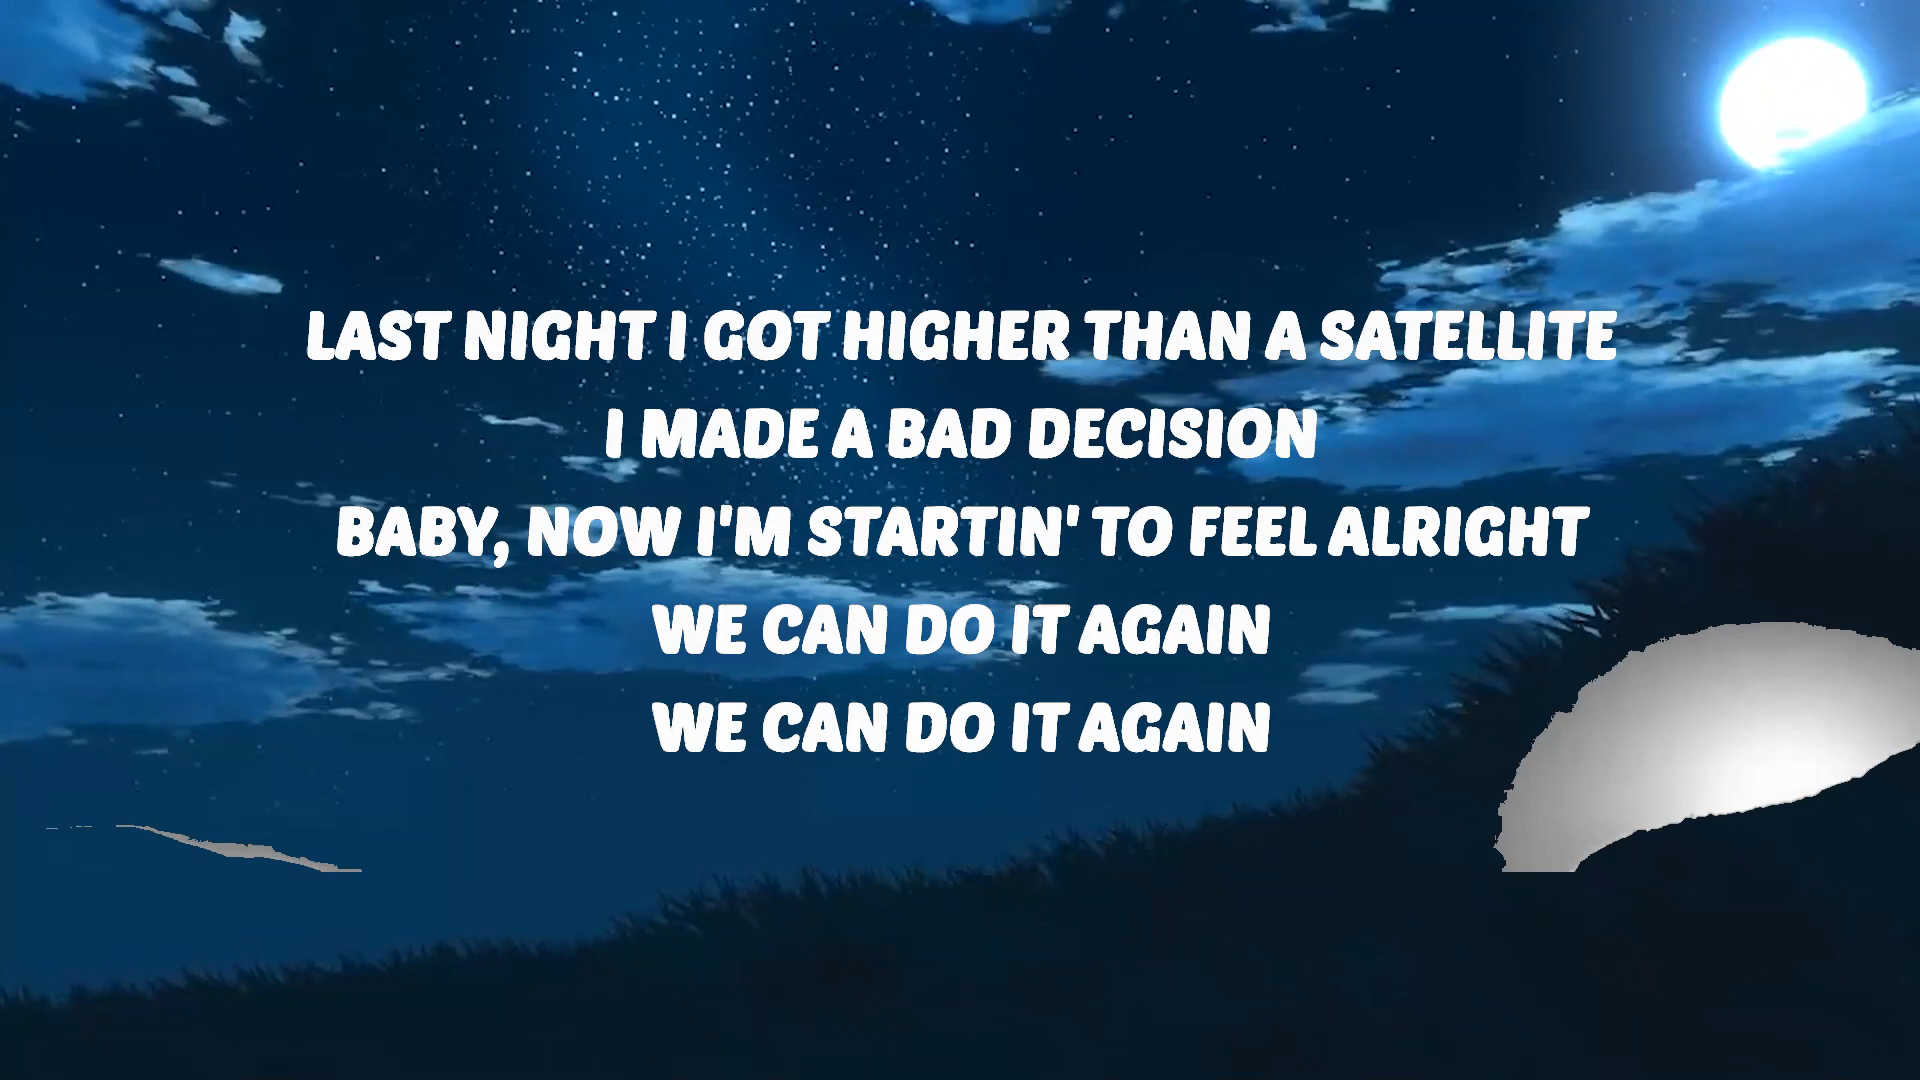 LAST NIGHT I GOT HIGHER THAN A SATELLITE
I MADE A BAD DECISION
BABY, NOW I'M STARTIN' TO FEEL ALRIGHT
WE CAN DO IT AGAIN
WE CAN DO IT AGAIN